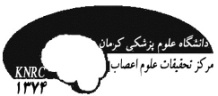 دانشگاه علوم پزشکی کرمان
مرکز تحقیقات علوم اعصاب
KNRC
۱۳۷۴